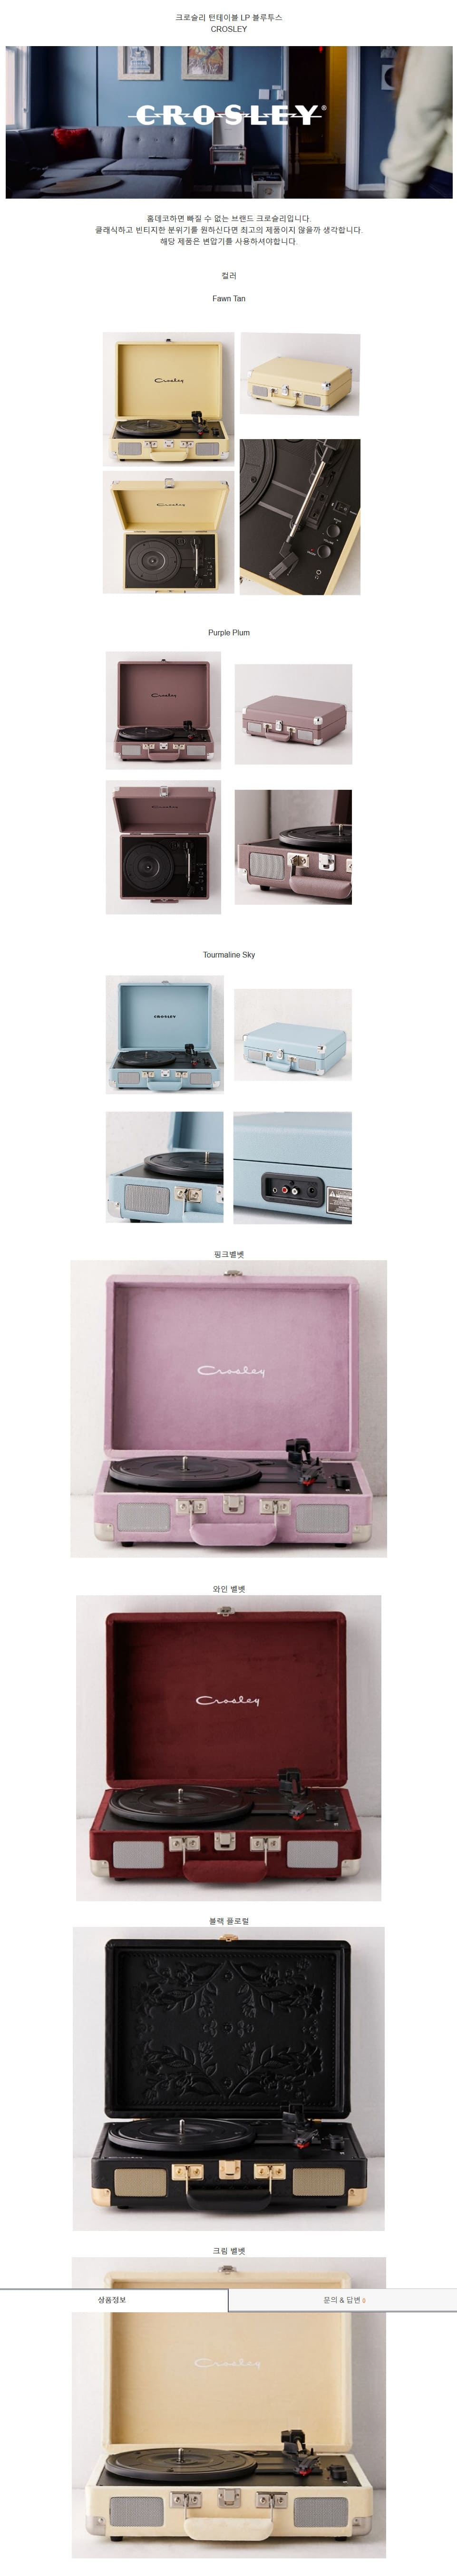 크로슬리 턴테이블 LP 블루투스
CROSLEY
CROSLEY®
홈데코하면 빠질 수 없는 브랜드 크로슬리입니다.
클래식하고 빈티지한 분위기를 원하신다면 최고의 제품이지 않을까 생각합니다.
해당 제품은 변압기를 사용하셔야합니다.
컬러
Fawn Tan
Crosley
Crosley
Purple Plum
Crosley
Crosley
Tourmaline Sky
CROSLEY
핑크벨벳
Crosley
와인 벨벳
Crosley
블랙 플로럴
크림 벨벳
상품정보
문의 & 답변 0
Crosley